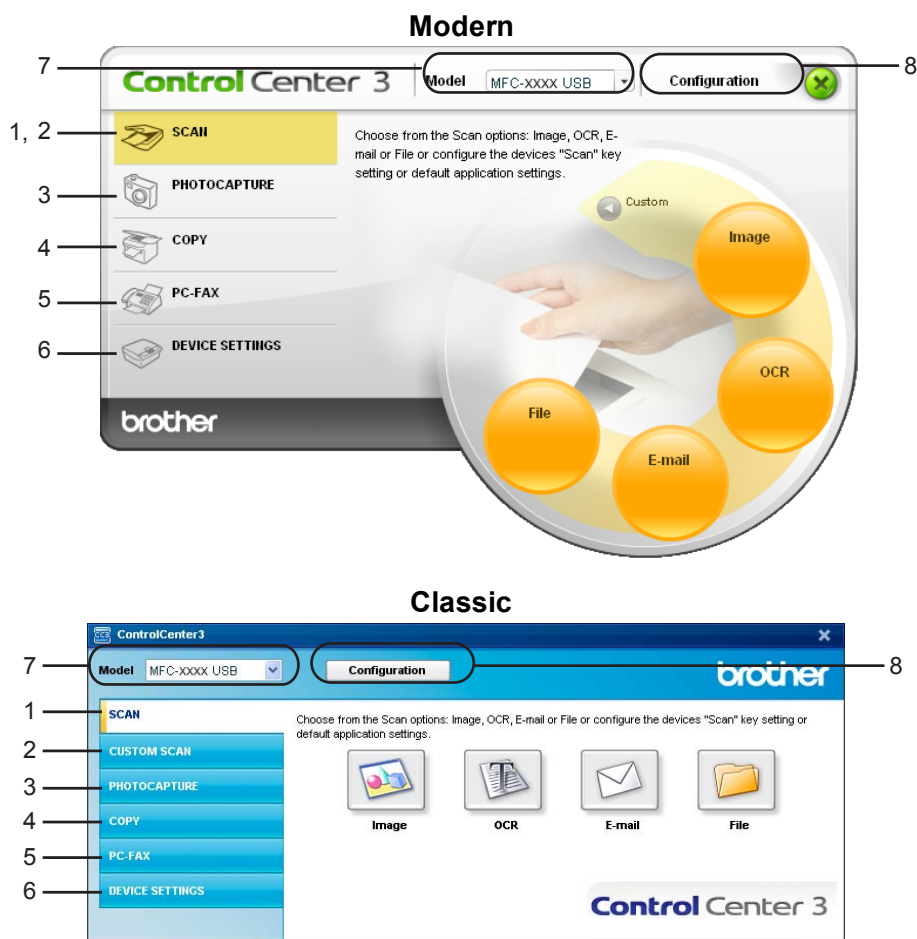 Modern
7
8
Control Center 3
Model
MFC-XXXX USB
Configuration
1, 2
SCAN
Choose from the Scan options: Image, OCR, E-
mail or File or configure the devices "Scan" key
setting or default application settings.
3
PHOTOCAPTURE
Custom
Image
4
COPY
5
PC-FAX
6
DEVICE SETTINGS
OCR
File
E-mail
brother
Classic
ControlCenter3
7
Model
MFC-XXXX USB
Configuration
8
brother
1
SCAN
Choose from the Scan options: Image, OCR, E-mail or File or configure the devices "Scan" key setting or
default application settings.
2
CUSTOM SCAN
3
PHOTOCAPTURE
4
COPY
Image
OCR
E-mail
File
5
PC-FAX
6
DEVICE SETTINGS
Control Center 3